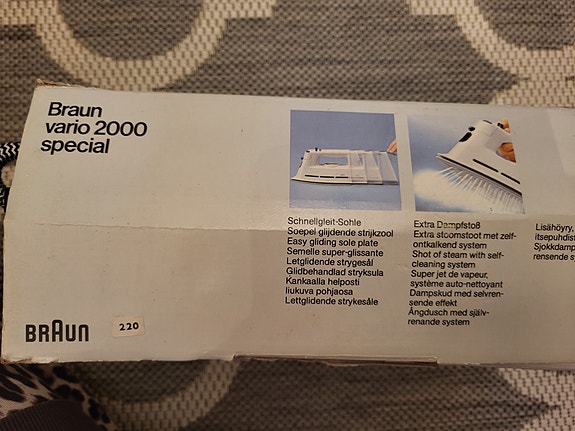 Braun
vario 2000
special
Schnellgleit-Sohle
Soepel glijdende strijkzool
Easy gliding sole plate
Semelle super-glissante
Letglidende strygesål
Glidbehandlad stryksula
Kankaalla helposti
liukuva pohjaosa
Lettglidende strykesåle
Extra Dampfstoß
Extra stoomstoot met zelf-
ontkalkend system
Shot of steam with self-
cleaning system
Super jet de vapeur,
système auto-nettoyant
Dampskud med selvren-
sende effekt
Ångdusch med själv-
renande system
Lisähöyry,
itsepuhdist
Sjokkdamp
rensende s
BRAUN
220